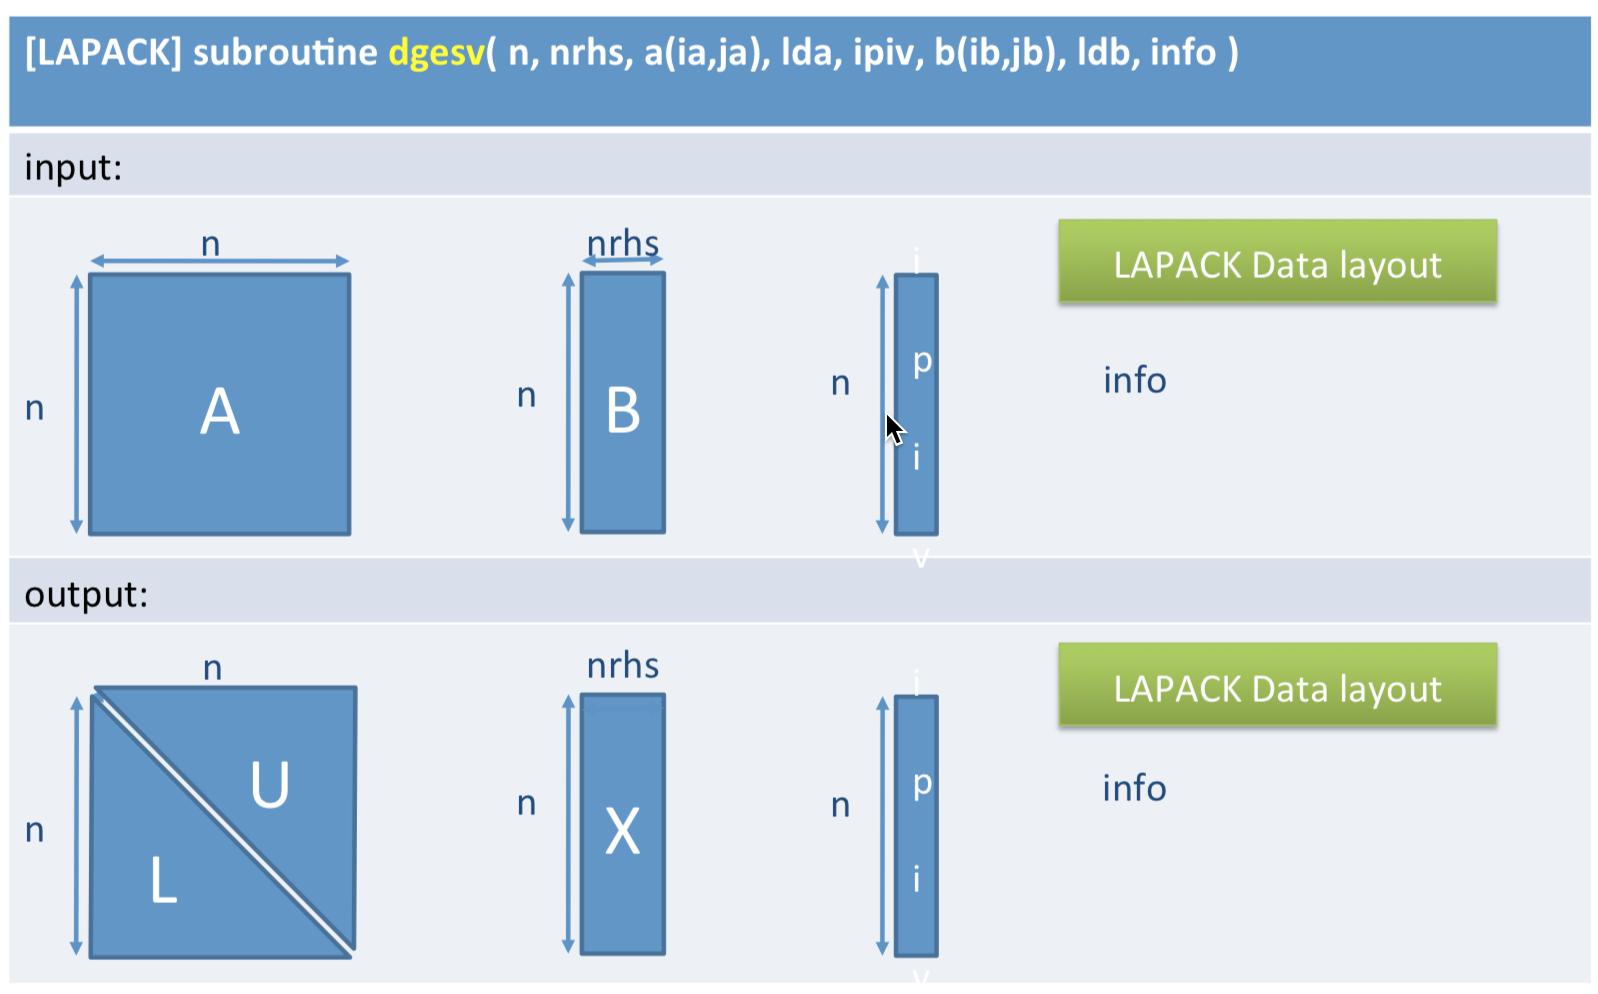 [LAPACK] subroutine dgesv( n, nrhs, a(ia,ja), lda, ipiv, b(ib,jb), ldb, info )
input:
n
nrhs
LAPACK Data layout
n
A
n
B
n
i
p
i
v
info
output:
n
nrhs
LAPACK Data layout
n
U
L
n
X
n
i
p
i
v
info